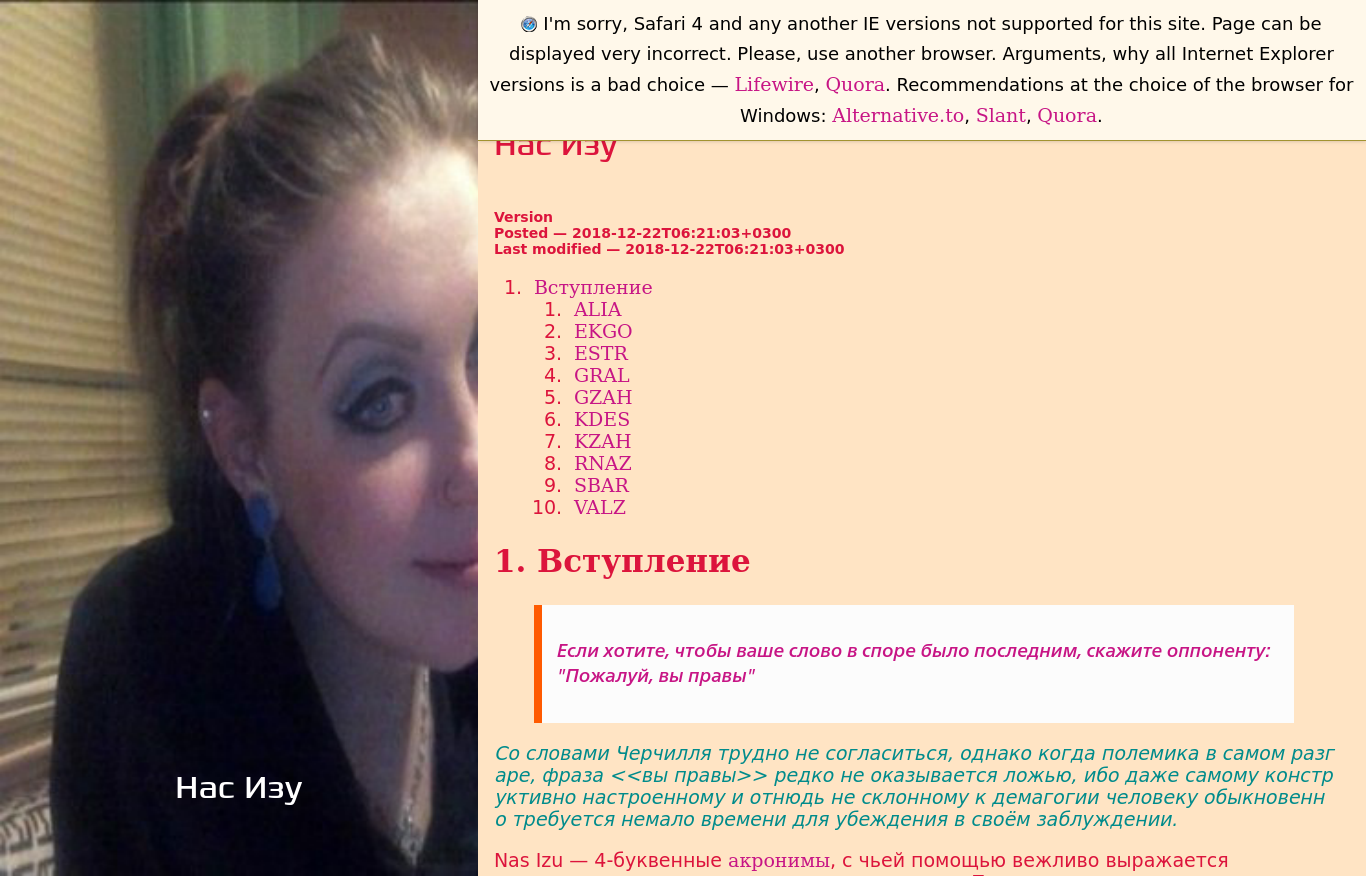 Нас Изу
I'm sorry, Safari 4 and any another IE versions not supported for this site. Page can be
displayed very incorrect. Please, use another browser. Arguments, why all Internet Explorer
versions is a bad choice — Lifewire, Quora. Recommendations at the choice of the browser for
Windows: Alternative.to, Slant, Quora.
Нас Изу
Version
Posted — 2018-12-22T06:21:03+0300
Last modified — 2018-12-22T06:21:03+0300
1. Вступление
1. ALIA
2. EKGO
3. ESTR
4. GRAL
5. GZAH
6. KDES
7. KZAH
8. RNAZ
9. SBAR
10. VALZ
1. Вступление
Если хотите, чтобы ваше слово в споре было последним, скажите оппоненту:
"Пожалуй, вы правы"
Со словами Черчилля трудно не согласиться, однако когда полемика в самом разг
аре, фраза <<вы правы>> редко не оказывается ложью, ибо даже самому констр
уктивно настроенному и отнюдь не склонному к демагогии человеку обыкновенн
о требуется немало времени для убеждения в своём заблуждении.
Nas Izu — 4-буквенные акронимы, с чьей помощью вежливо выражается